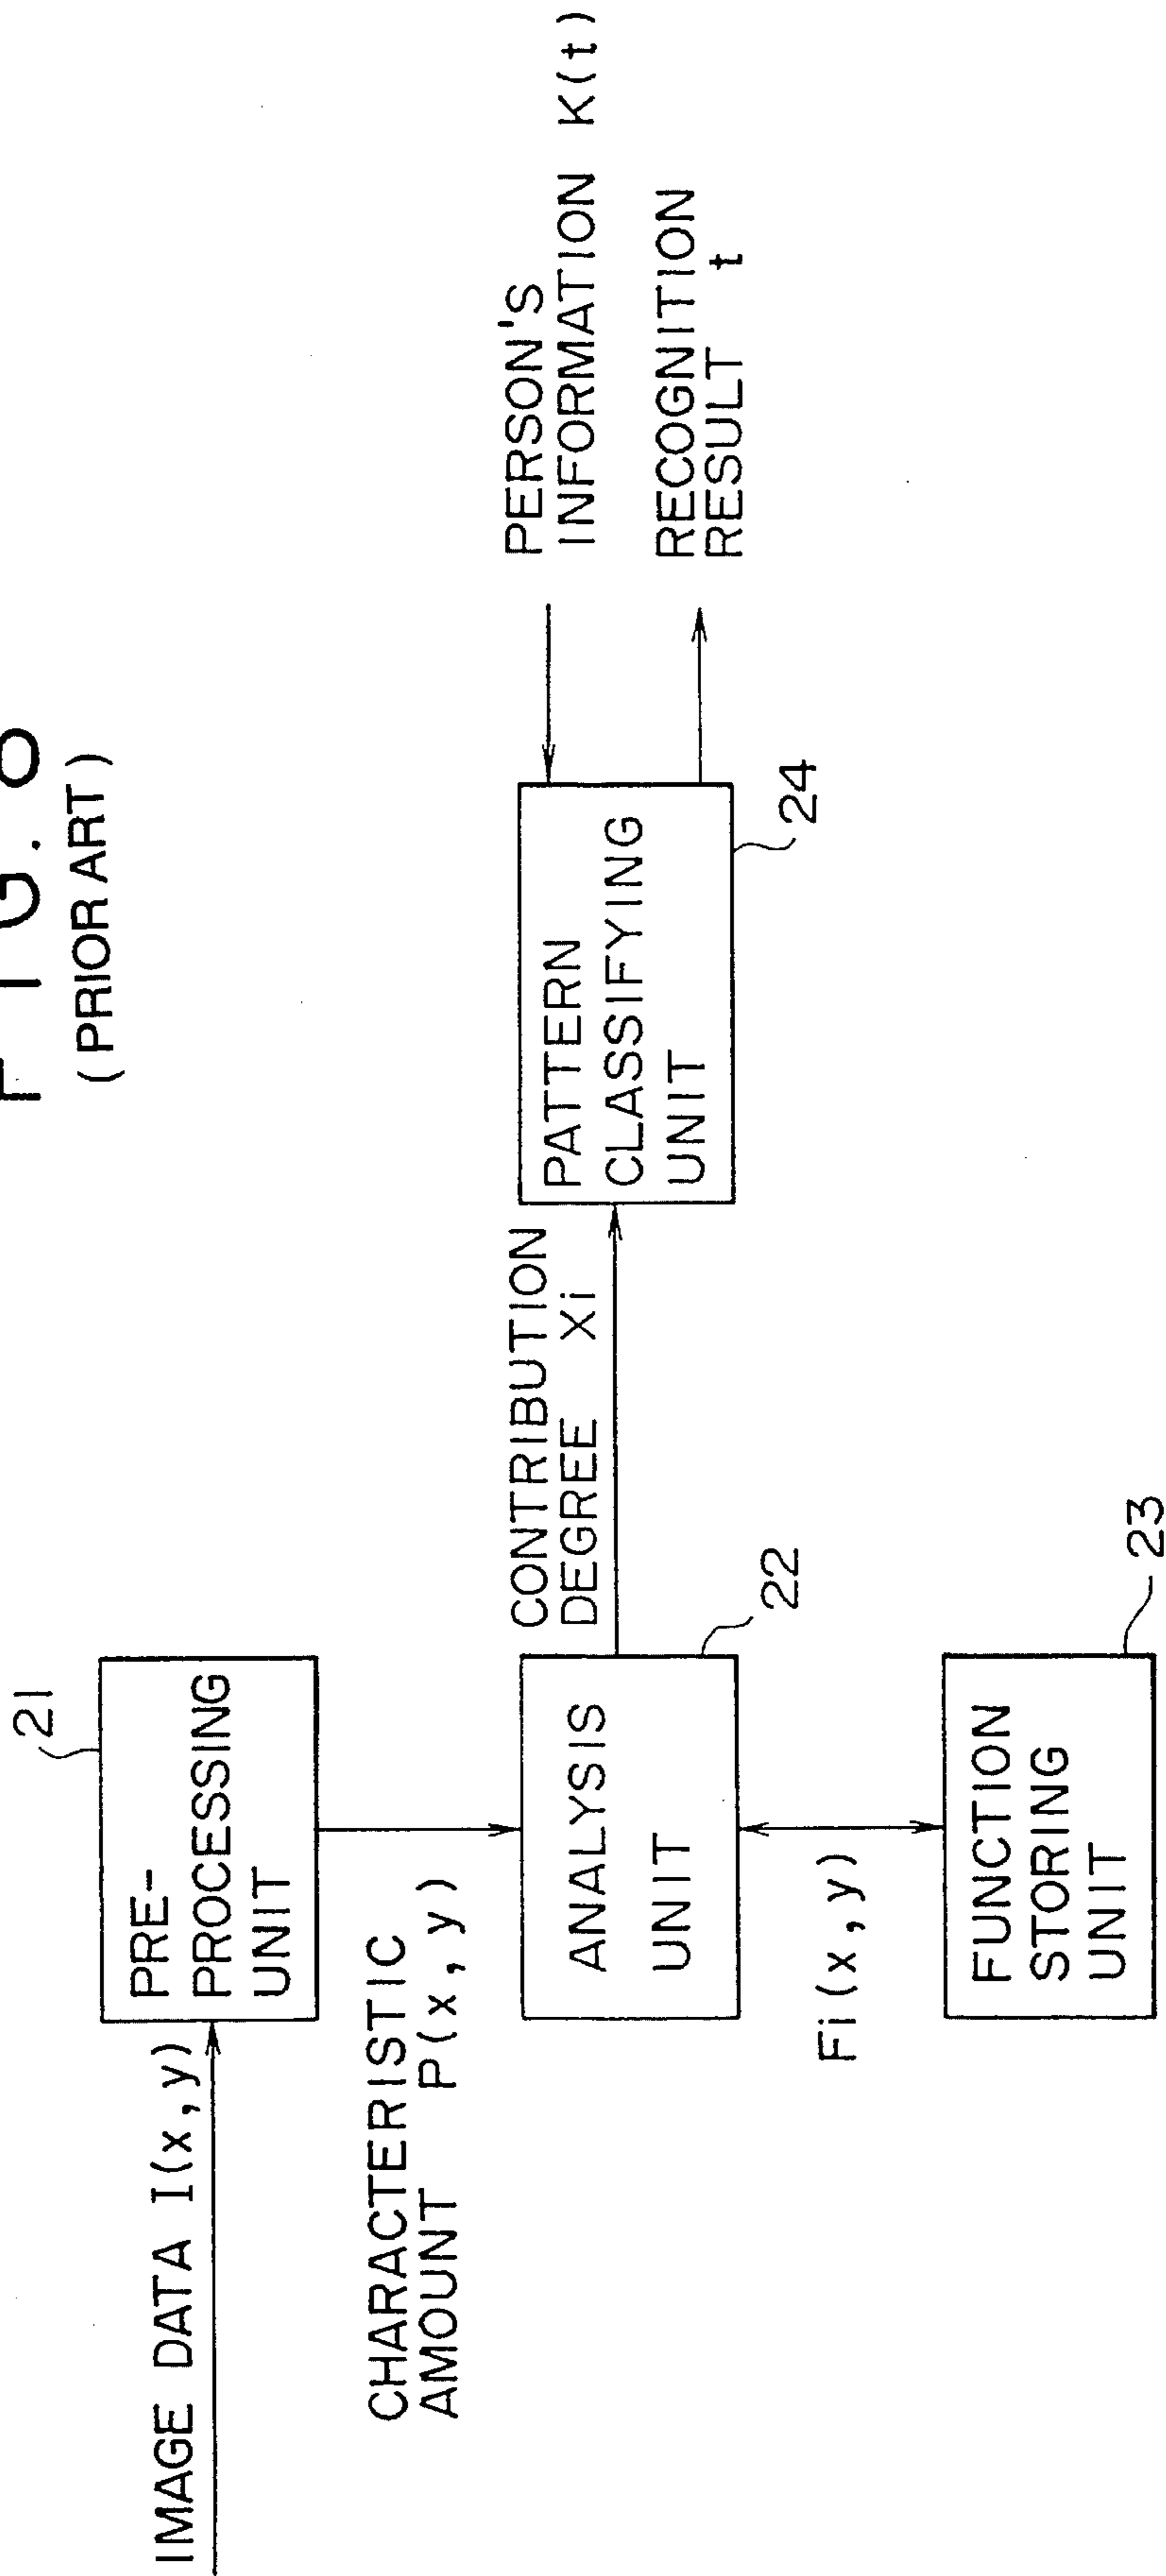 FIG.
(PRIOR ART)
IMAGE DATA I(x,y)
21
PRE-
PROCESSING
UNIT
CHARACTERISTIC
AMOUNT P(x,y)
ANALYSIS
UNIT
22
CONTRIBUTION
DEGREE Xi
PATTERN
CLASSIFYING
UNIT
24
PERSON'S
INFORMATION K(t)
RECOGNITION
RESULT t
Fi(x,y)
FUNCTION
STORING
UNIT
23